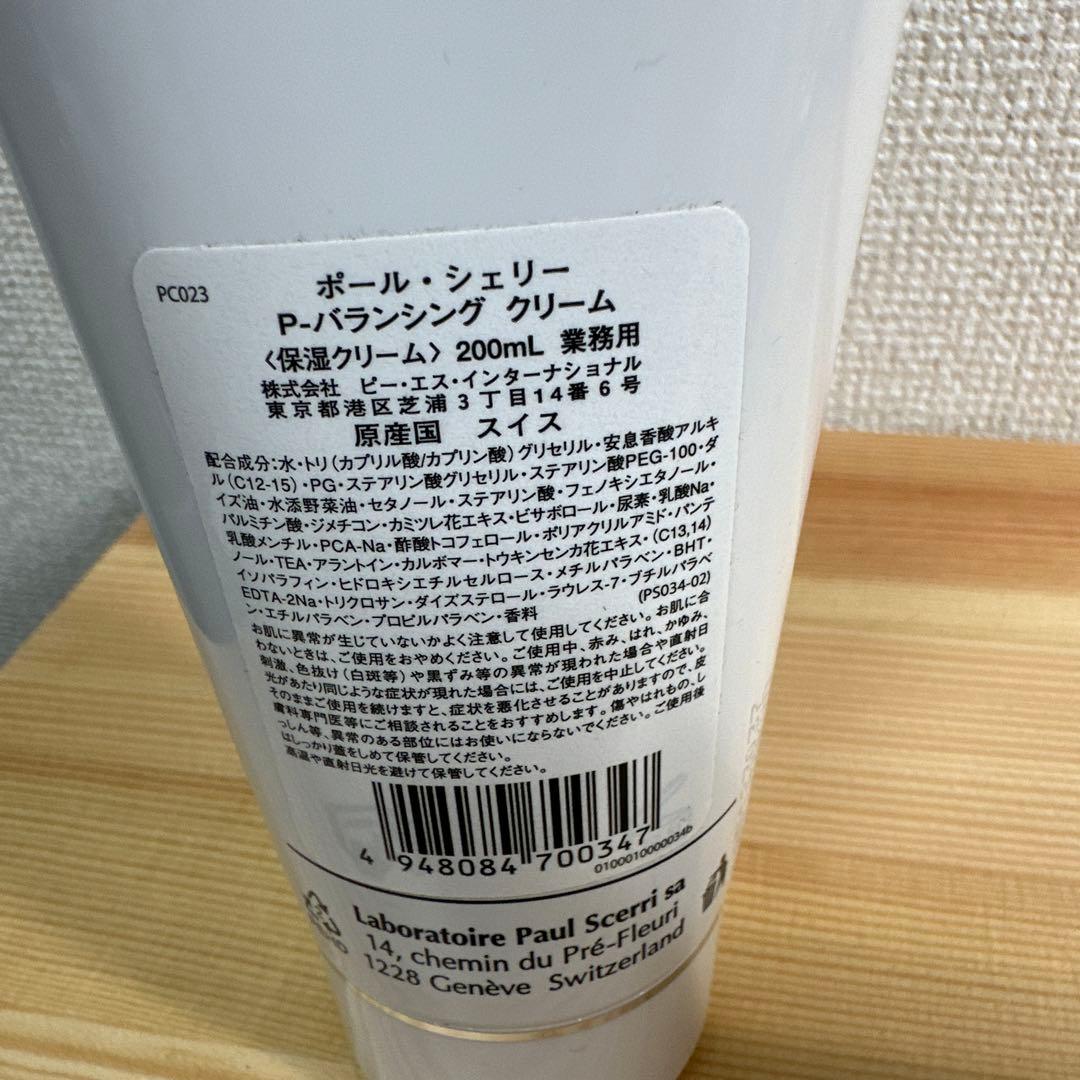 PC023
ポール・シェリー
P-バランシング クリーム
〈保湿クリーム〉 200mL 業務用
株式会社 ピー・エス・インターナショナル
東京都港区芝浦3丁目14番6号
原産国 スイス
配合成分:水・トリ(カプリル酸/カプリン酸)グリセリル・安息香酸アルキ
ル(C12-15)・PG・ステアリン酸グリセリル・ステアリン酸PEG-100・ダ
イズ油・水添野菜油・セタノール・ステアリン酸・フェノキシエタノール・
パルミチン酸・ジメチコン・カミツレ花エキス・ビサボロール・尿素・乳酸Na・
乳酸メンチル・PCA-Na・酢酸トコフェロール・ポリアクリルアミド・パンテ
ノール・TEA・アラントイン・カルボマー・トウキンセンカ花エキス・(C13,14)
イソパラフィン・ヒドロキシエチルセルロース・メチルパラベン・BHT・
EDTA-2Na・トリクロサン・ダイズステロール・ラウレス-7・ブチルパラベ
ン・エチルパラベン・プロピルパラベン・香料 (PS034-02)
お肌に異常が生じていないかよく注意して使用してください。お肌に合
わないときは、ご使用をおやめください。ご使用中、赤み、はれ、かゆみ、
刺激、色抜け(白斑等)や黒ずみ等の異常が現われた場合や直射日
光があたり同じような症状が現れた場合には、ご使用を中止してください。
そのままご使用を続けますと、症状を悪化させることがありますので、皮
膚科専門医等にご相談されることをおすすめします。傷やはれもの、し
っしん等、異常のある部位にはお使いにならないでください。ご使用後
はしっかり蓋をしめて保管してください。
高温や直射日光を避けて保管してください。
4 948084 700347
0100010000034b
Laboratoire Paul Scerri sa
14, chemin du Pré-Fleuri
1228 Genève Switzerland